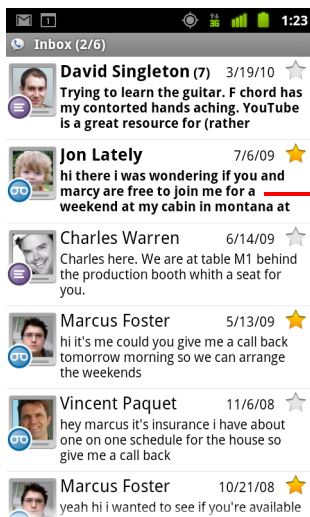 1
3G
1:23
Inbox (2/6)
David Singleton (7) 3/19/10
Trying to learn the guitar. F chord has
my contorted hands aching. YouTube
is a great resource for (rather
Jon Lately 7/6/09
hi there i was wondering if you and
marcy are free to join me for a
weekend at my cabin in montana at
Charles Warren 6/14/09
Charles here. We are at table M1 behind
the production booth whith a seat for
you.
Marcus Foster 5/13/09
hi it's me could you give me a call back
tomorrow morning so we can arrange
the weekends
Vincent Paquet 11/6/08
hey marcus it's insurance i have about
one on one schedule for the house so
give me a call back
Marcus Foster 10/21/08
yeah hi i wanted to see if you're available